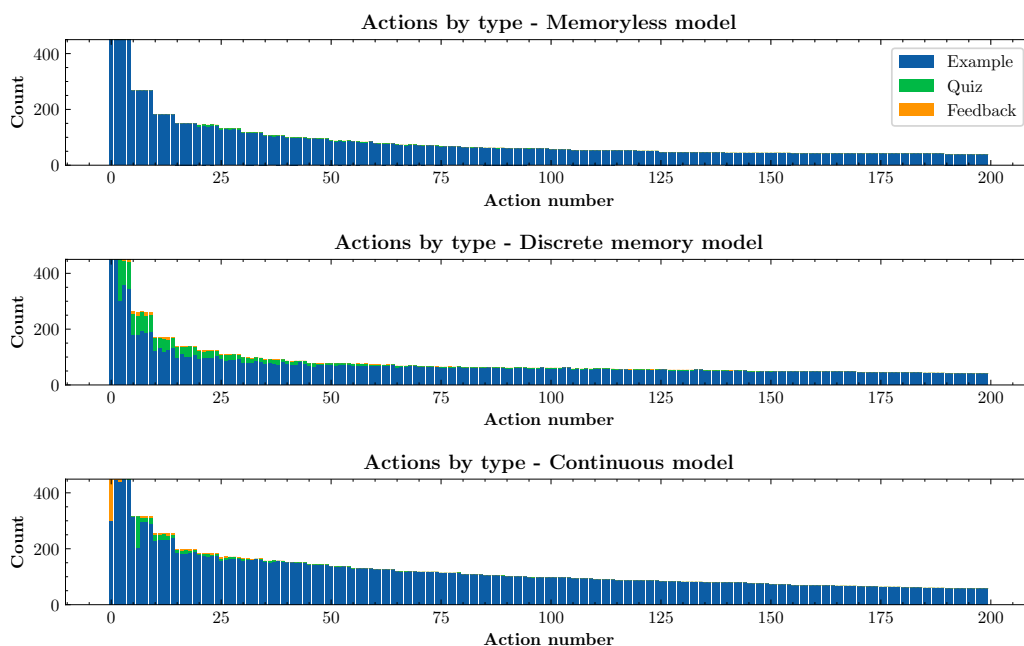 Actions by type - Memoryless model
400
200
0
Count
Example
Quiz
Feedback
0 25 50 75 100 125 150 175 200
Action number
Actions by type - Discrete memory model
400
200
0
Count
0 25 50 75 100 125 150 175 200
Action number
Actions by type - Continuous model
400
200
0
Count
0 25 50 75 100 125 150 175 200
Action number